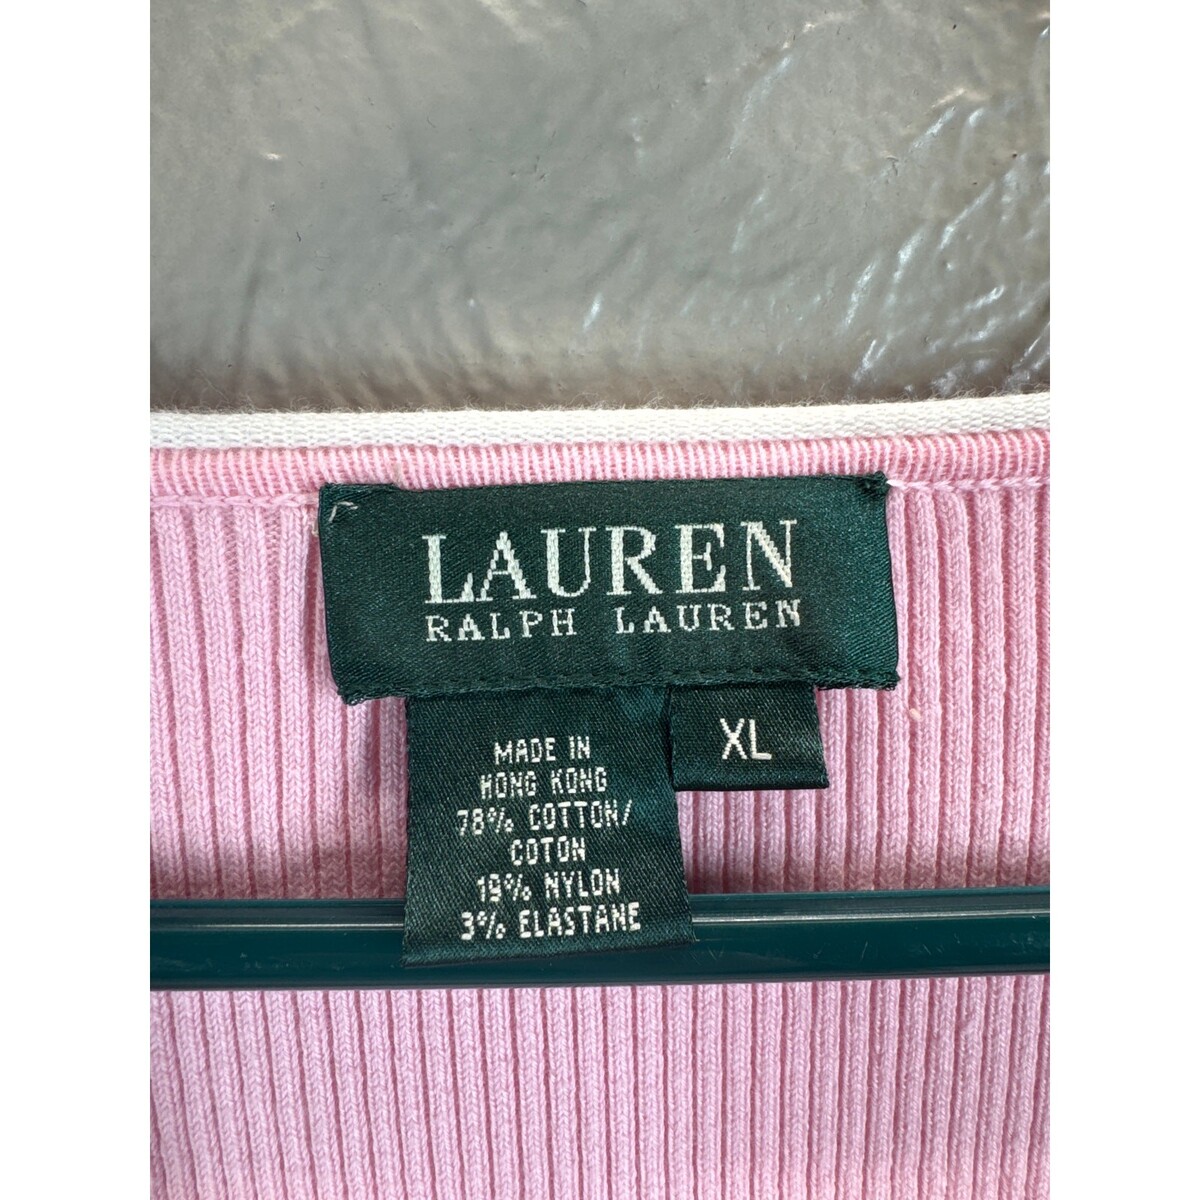 LAUREN
RALPH LAUREN
XL
MADE IN
HONG KONG
78% COTTON/
COTON
19% NYLON
3% ELASTANE